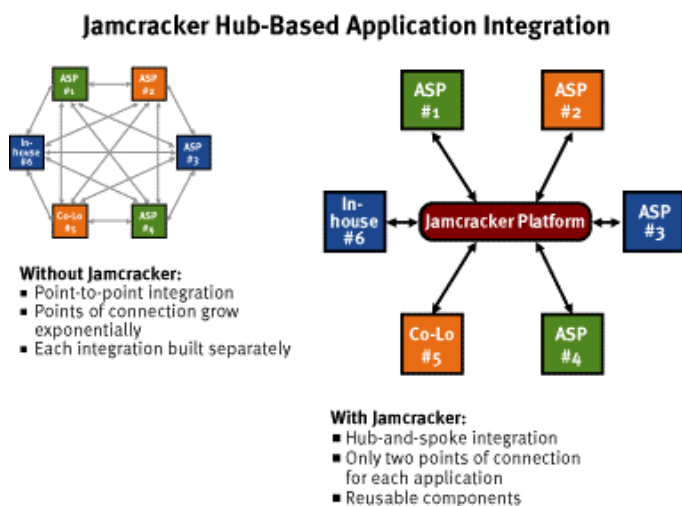 Jamcracker Hub-Based Application Integration
ASP
#1
ASP
#2
In-
house
#6
ASP
#3
Co-Lo
#5
ASP
#4
Without Jamcracker:
▪ Point-to-point integration
▪ Points of connection grow
exponentially
▪ Each integration built separately
ASP
#1
ASP
#2
In-
house
#6
Jamcracker Platform
ASP
#3
Co-Lo
#5
ASP
#4
With Jamcracker:
▪ Hub-and-spoke integration
▪ Only two points of connection
for each application
▪ Reusable components